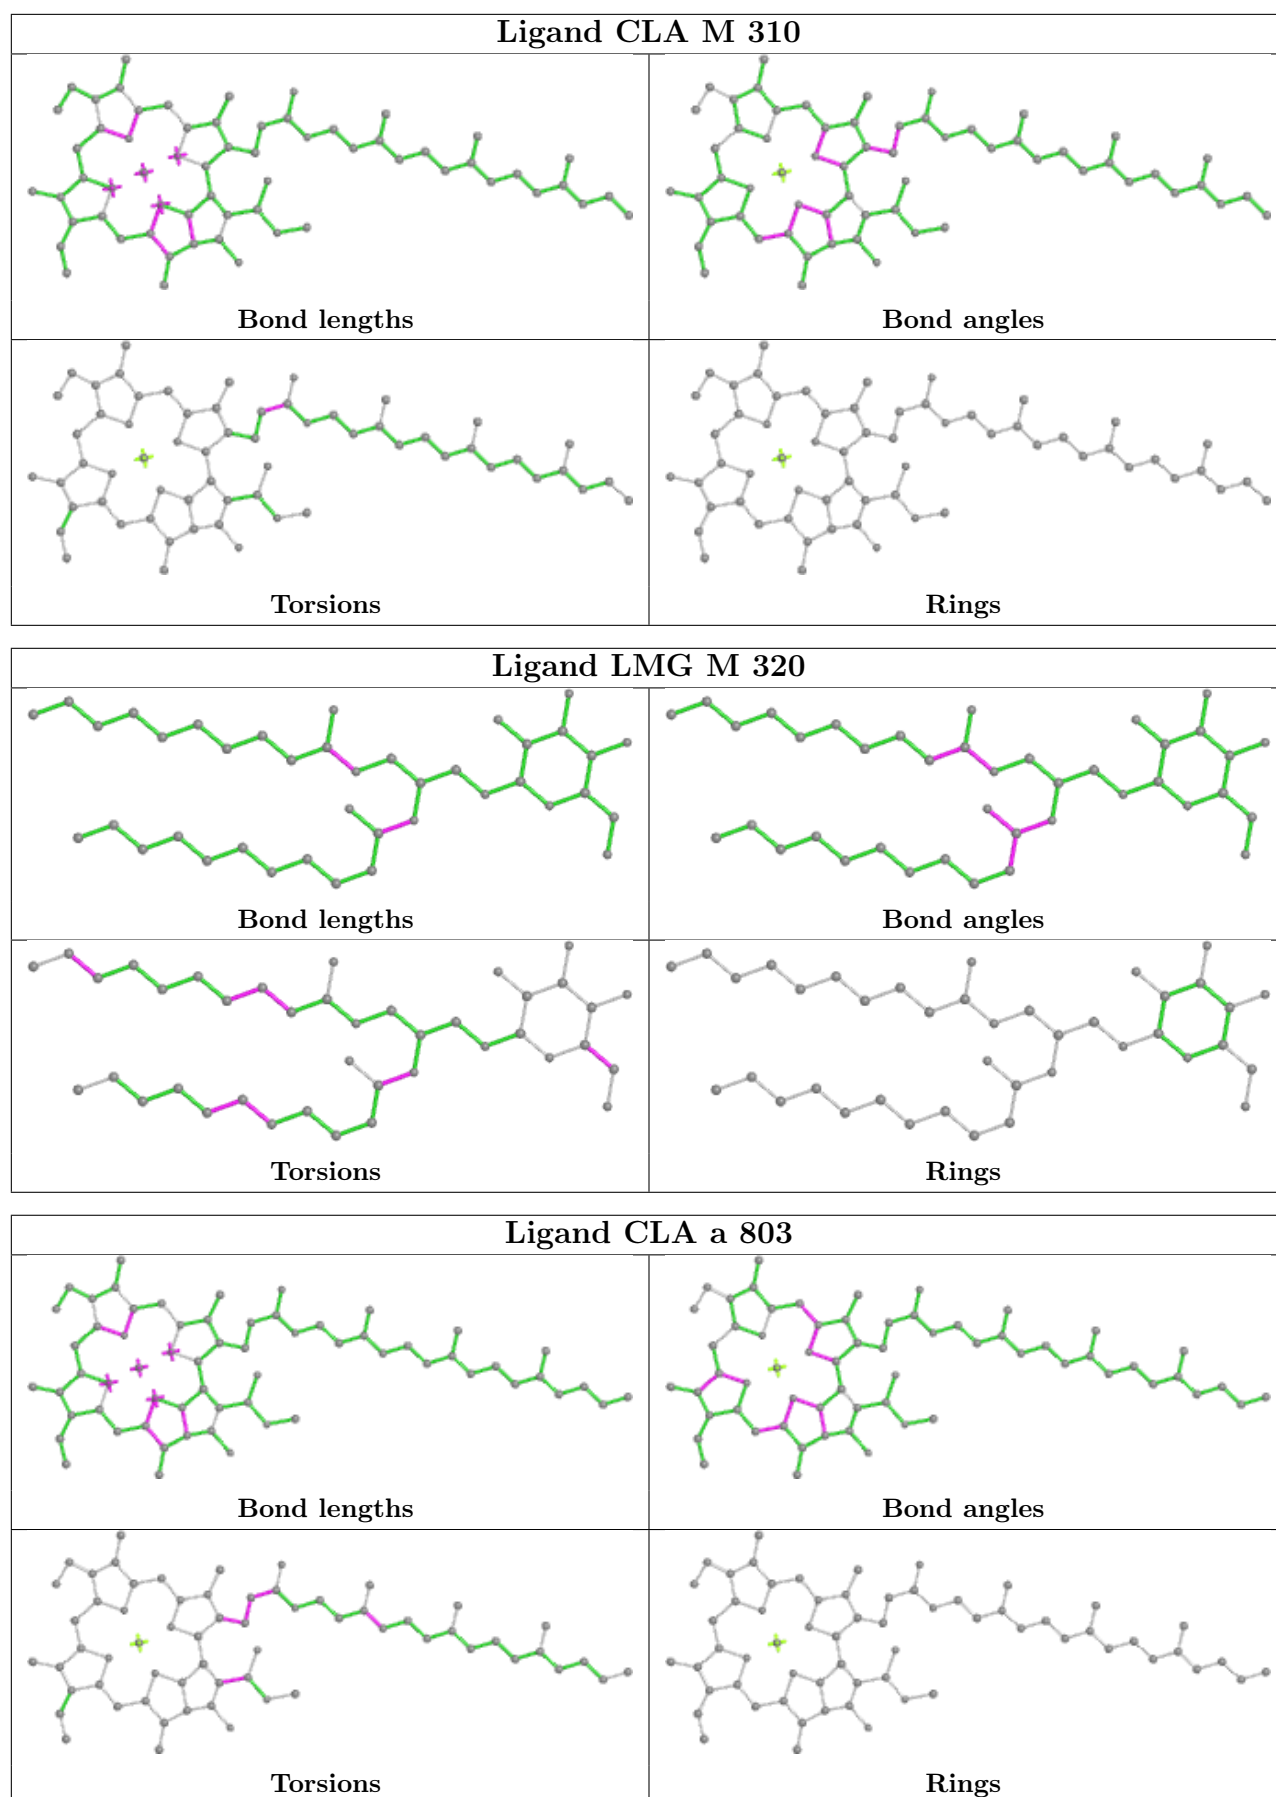 Ligand CLA M 310
Bond lengths
Bond angles
Torsions
Rings
Ligand LMG M 320
Bond lengths
Bond angles
Torsions
Rings
Ligand CLA a 803
Bond lengths
Bond angles
Torsions
Rings